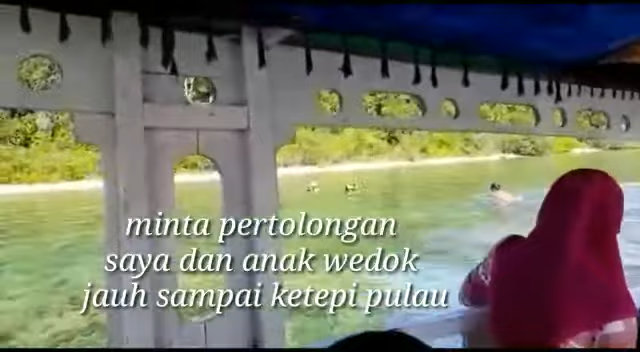 minta pertolongan
saya dan anak wedok
jauh sampai ketepi pulau